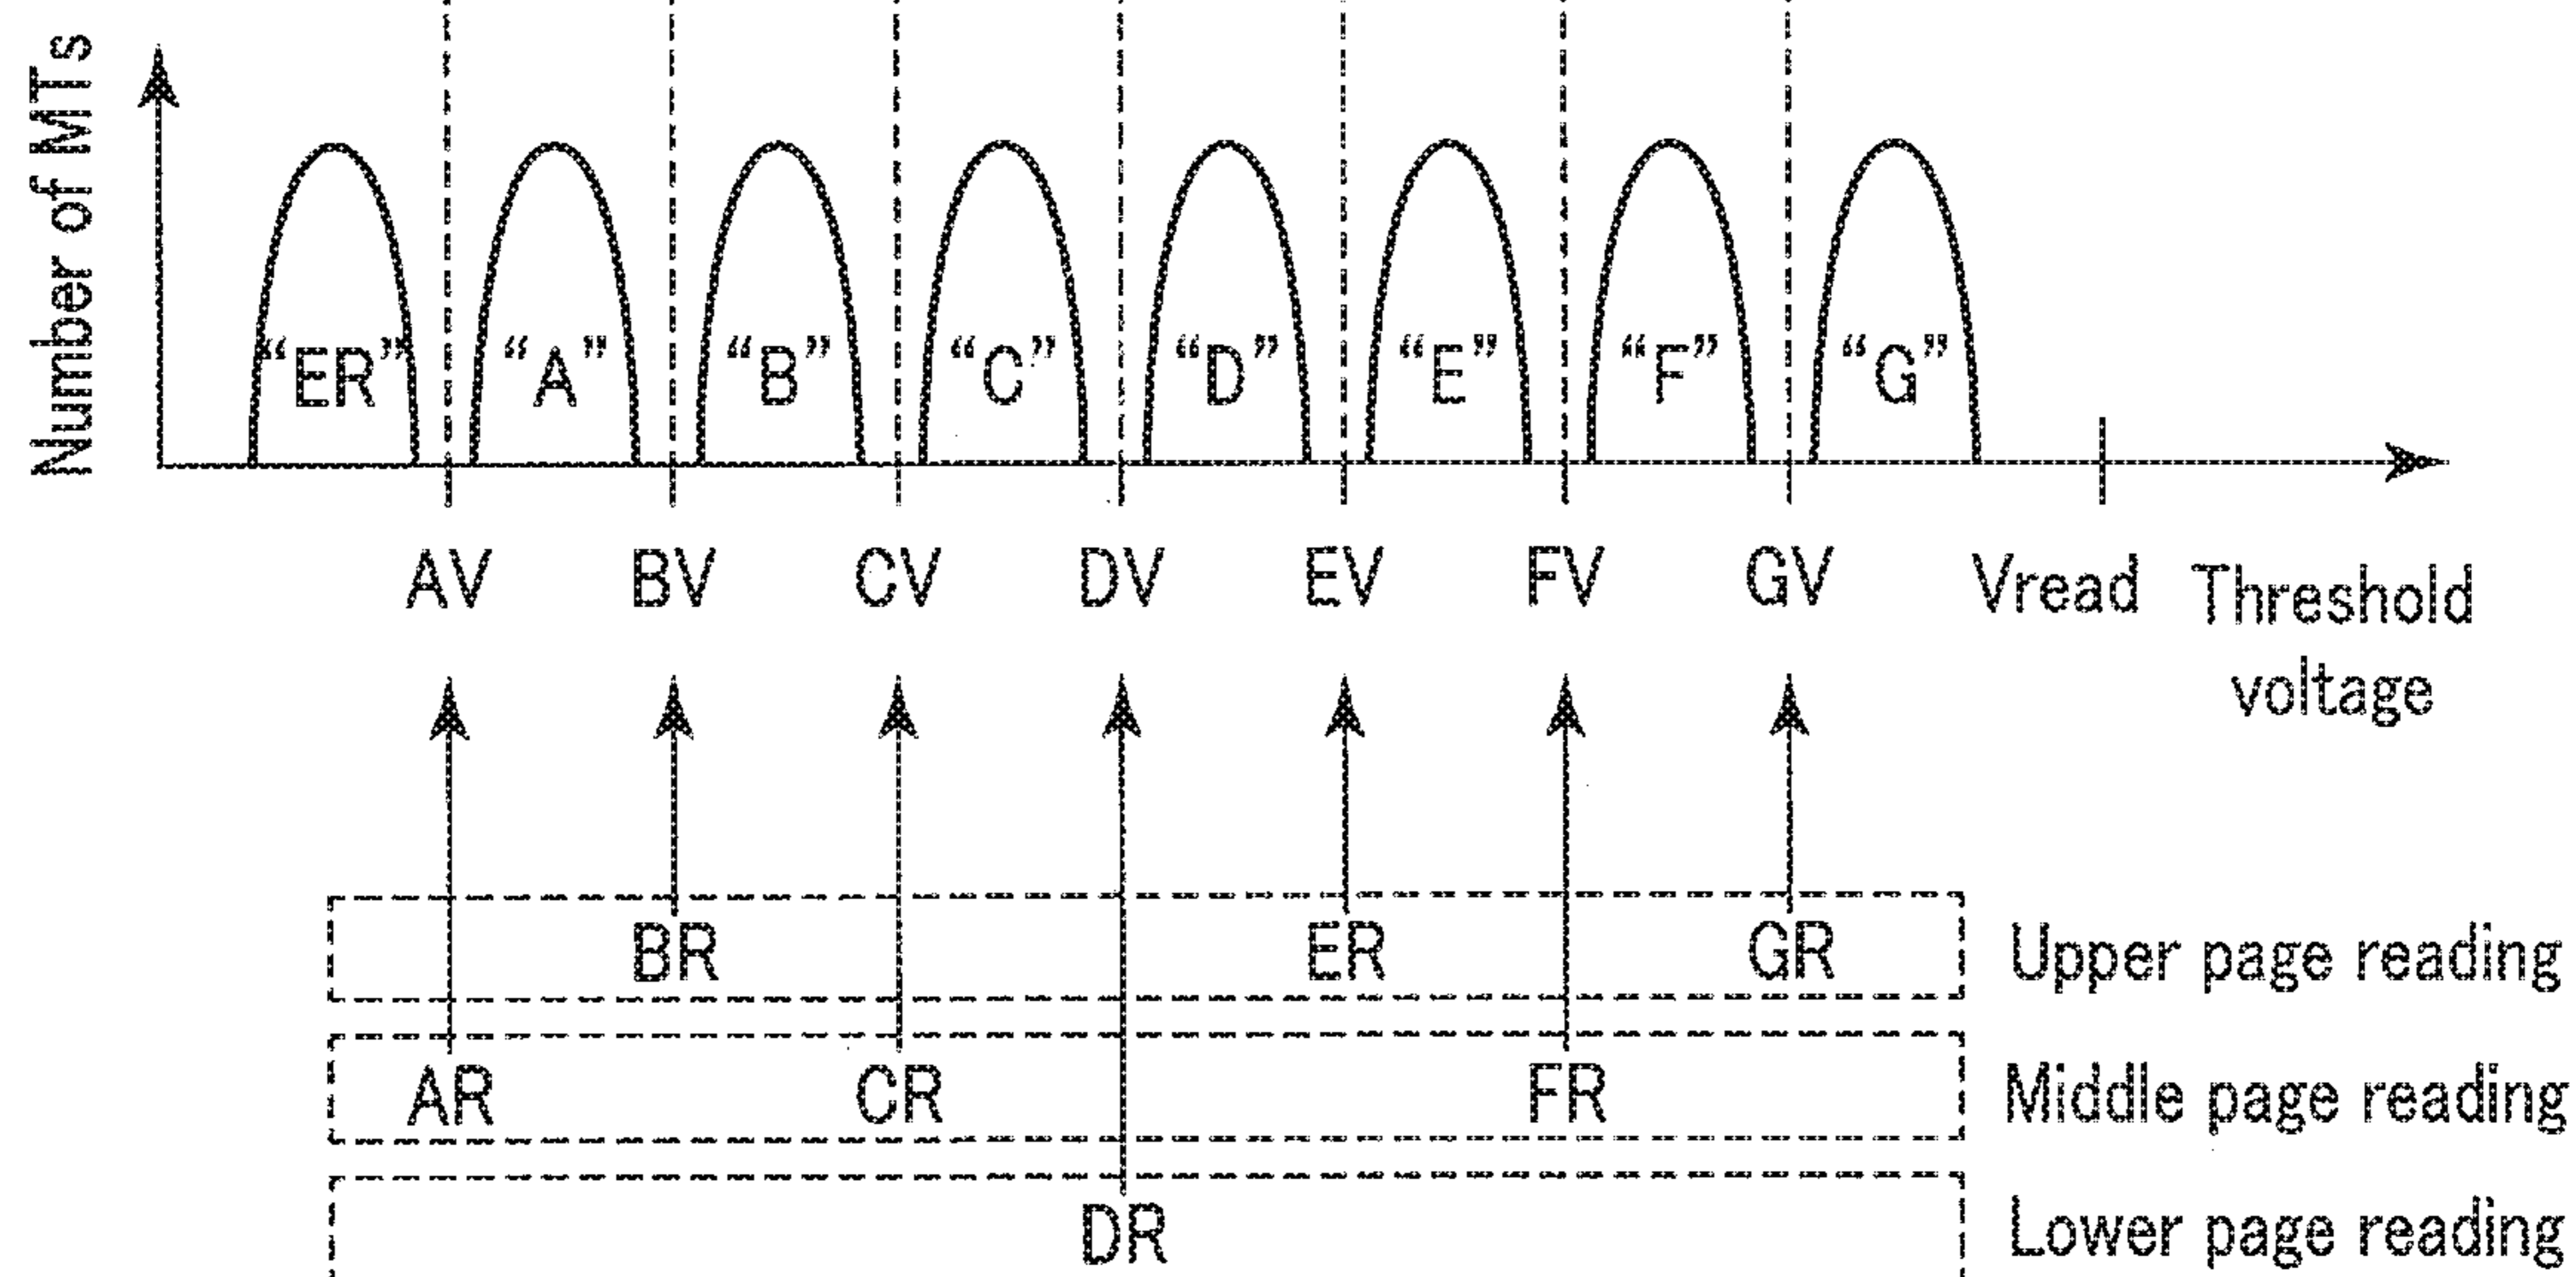 Number of MTs
“ER” “A” “B” “C” “D” “E” “F” “G”
AV BV CV DV EV FV GV Vread Threshold
voltage
BR ER GR Upper page reading
AR CR FR Middle page reading
DR Lower page reading